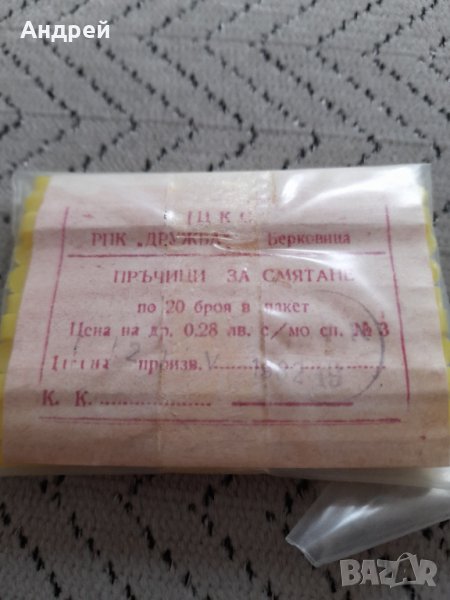 Андрей
ЦКС
РПК „ДРУЖБА" Берковица
ПРЪЧИЦИ ЗА СМЯТАНЕ
по 20 броя в пакет
Цена на др. 0,28 лв. с/мо сп. № 3
произв.
К. К.
BAZAR